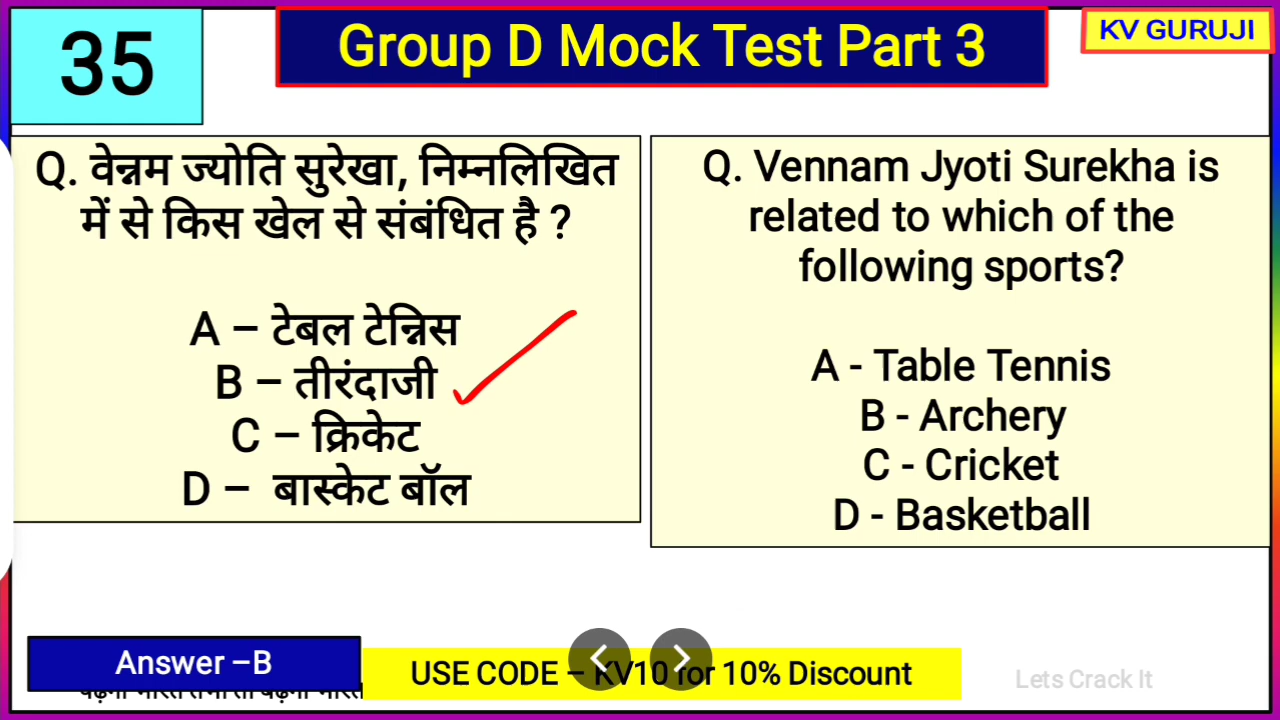 35
Group D Mock Test Part 3
KV GURUJI
Q. वेन्नम ज्योति सुरेखा, निम्नलिखित
में से किस खेल से संबंधित है ?
A – टेबल टेन्निस
B – तीरंदाजी
C – क्रिकेट
D – बास्केट बॉल
Q. Vennam Jyoti Surekha is
related to which of the
following sports?
A - Table Tennis
B - Archery
C - Cricket
D - Basketball
Answer –B
USE CODE – KV10 for 10% Discount
Lets Crack It